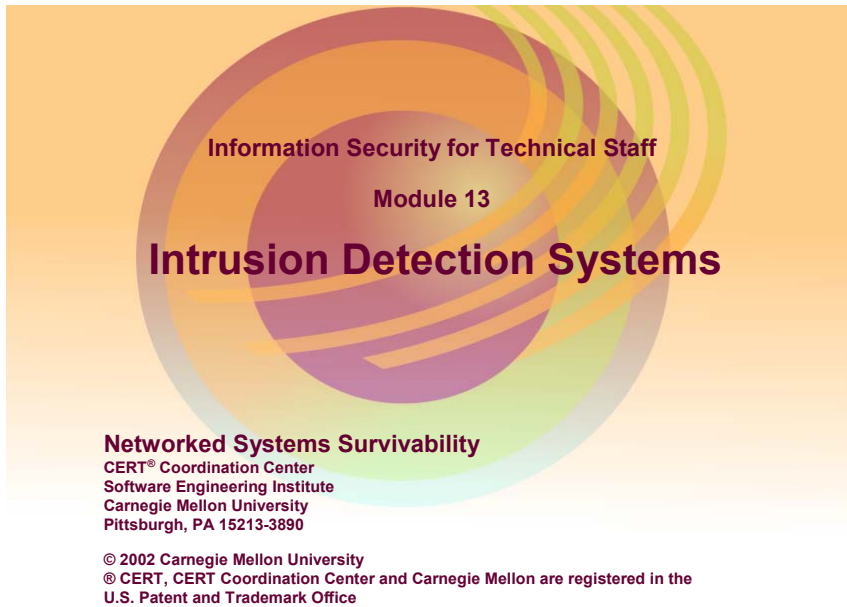 Information Security for Technical Staff
Module 13
Intrusion Detection Systems
Networked Systems Survivability
CERT® Coordination Center
Software Engineering Institute
Carnegie Mellon University
Pittsburgh, PA 15213-3890
© 2002 Carnegie Mellon University
® CERT, CERT Coordination Center and Carnegie Mellon are registered in the
U.S. Patent and Trademark Office